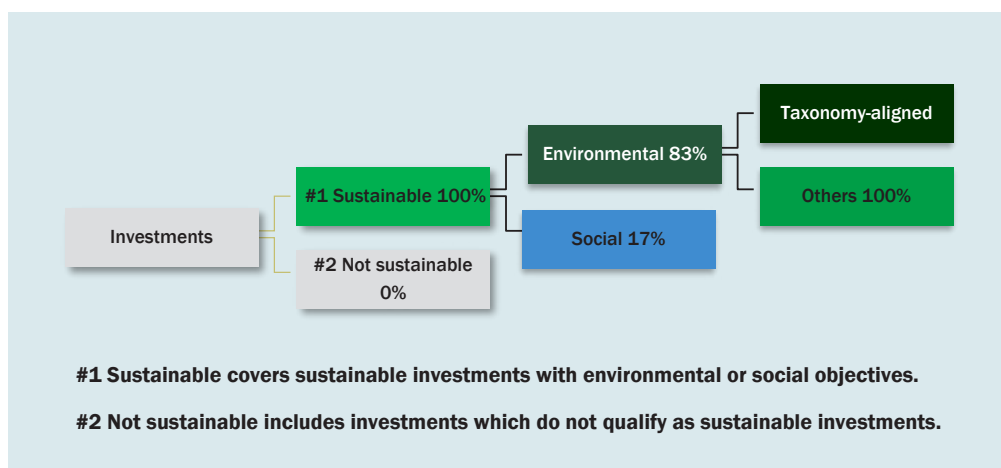 Taxonomy-aligned
Environmental 83%
#1 Sustainable 100%
Others 100%
Investments
Social 17%
#2 Not sustainable
0%
#1 Sustainable covers sustainable investments with environmental or social objectives.
#2 Not sustainable includes investments which do not qualify as sustainable investments.